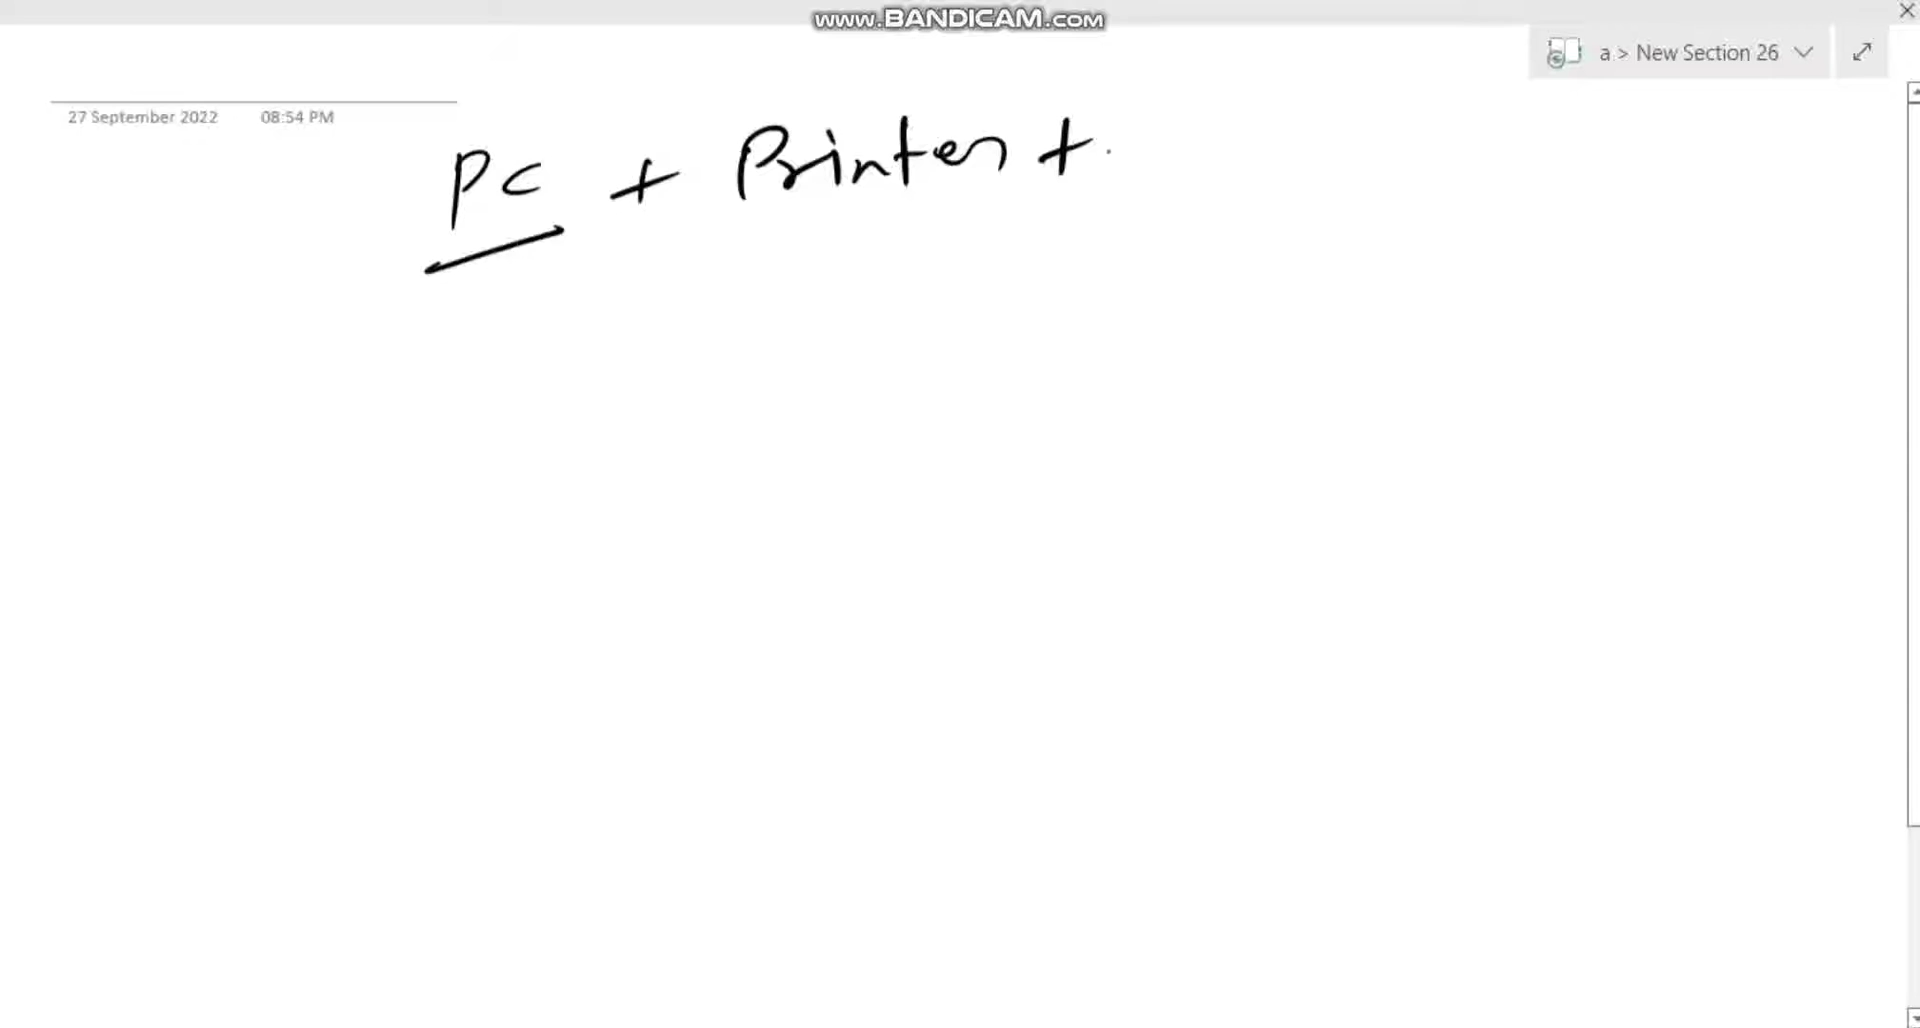 www.BANDICAM.com
a > New Section 26
27 September 2022 08:54 PM
PC + Printer +